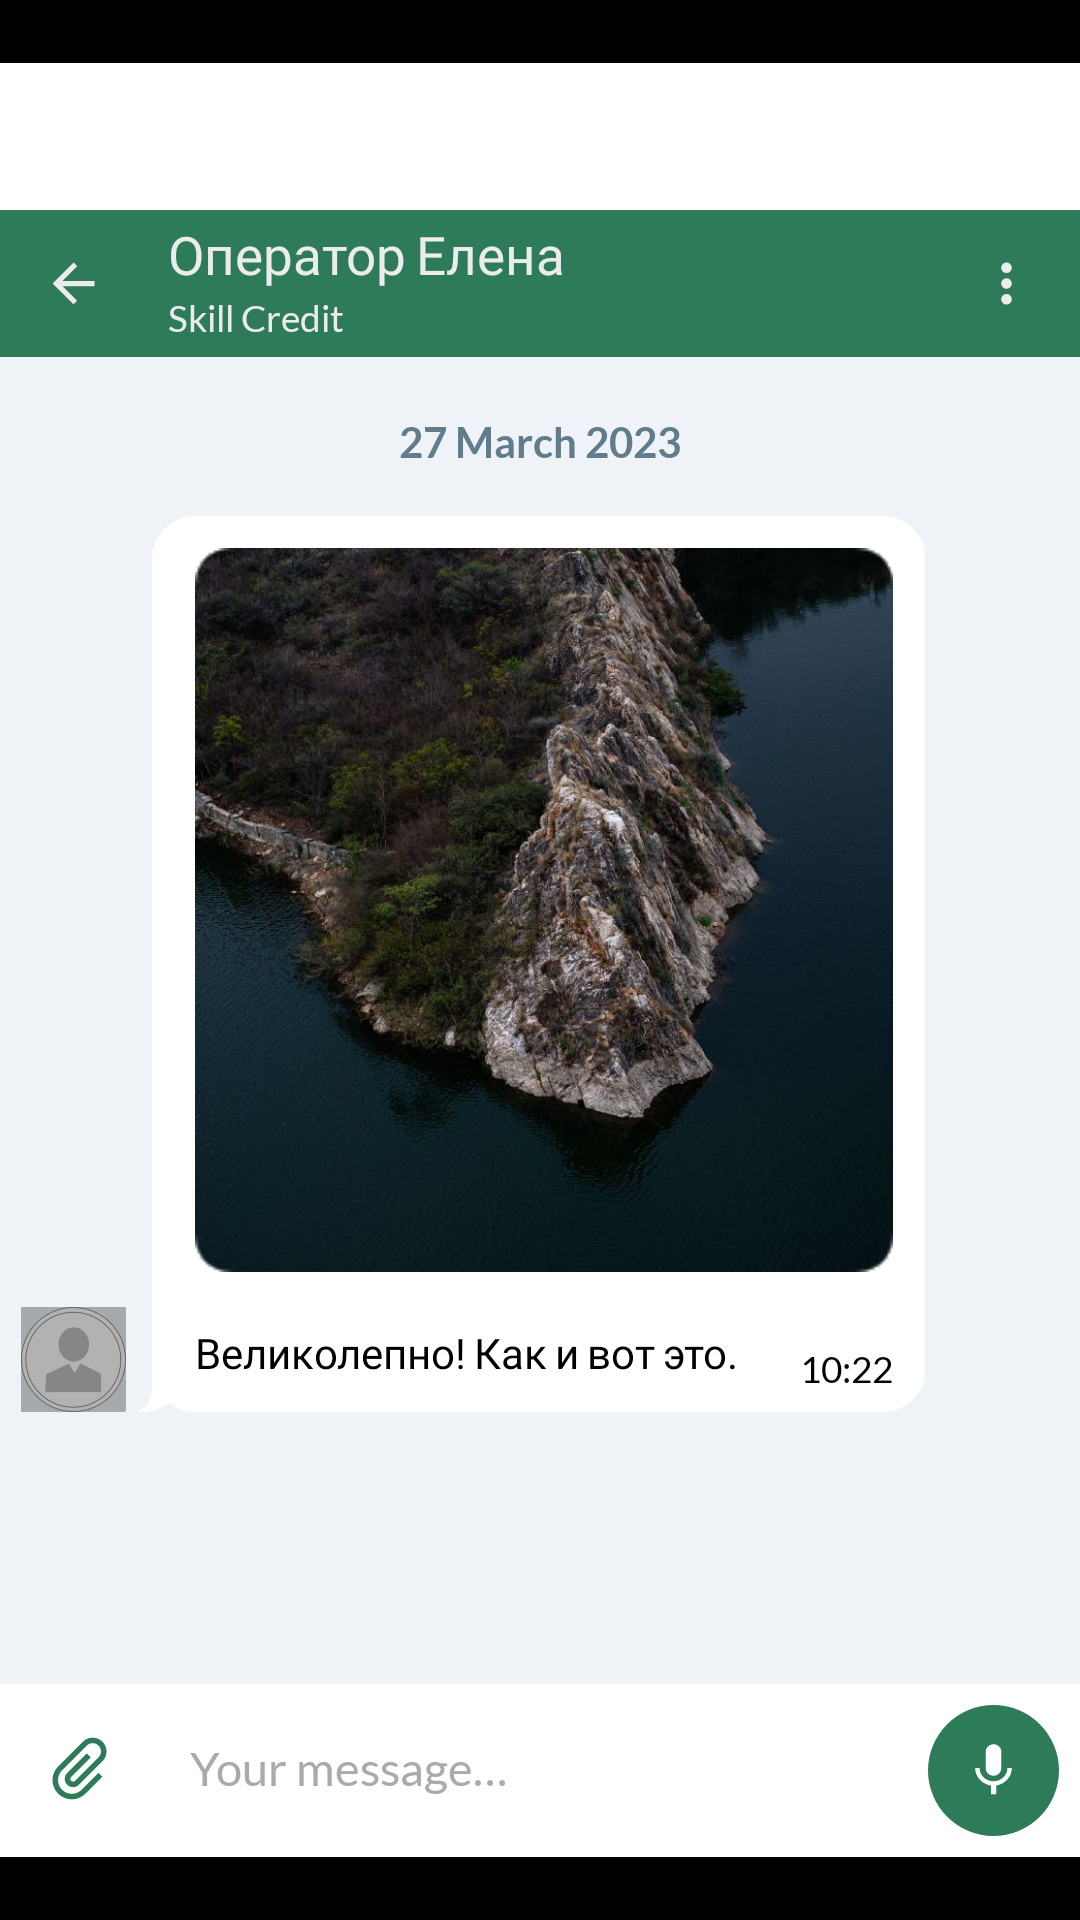 Оператор Елена
Skill Credit
27 March 2023
Великолепно! Как и вот это.
10:22
Your message...